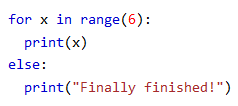 for x in range(6):
  print(x)
else:
  print("Finally finished!")